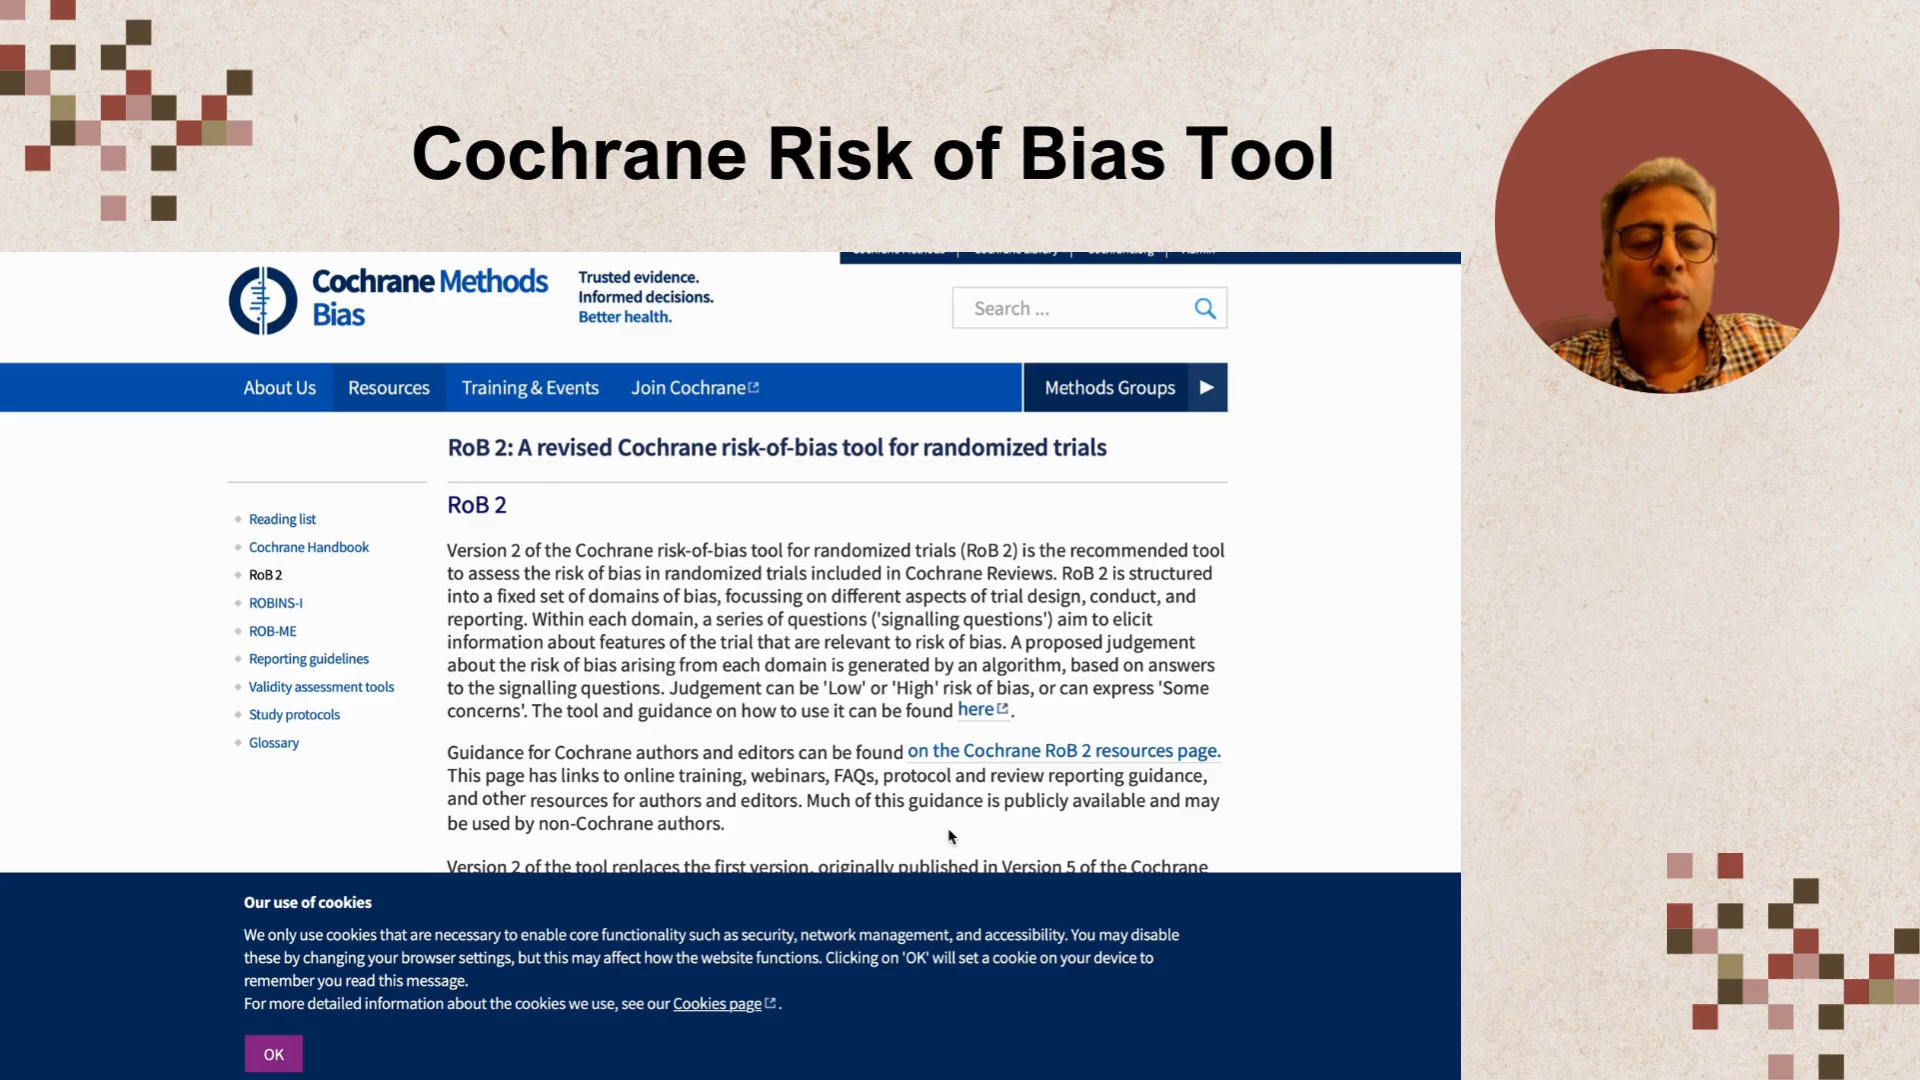 Cochrane Risk of Bias Tool
Cochrane Methods
Bias
Trusted evidence.
Informed decisions.
Better health.
Search ...
About Us
Resources
Training & Events
Join Cochrane
Methods Groups
RoB 2: A revised Cochrane risk-of-bias tool for randomized trials
Reading list
Cochrane Handbook
RoB 2
ROBINS-I
ROB-ME
Reporting guidelines
Validity assessment tools
Study protocols
Glossary
RoB 2
Version 2 of the Cochrane risk-of-bias tool for randomized trials (RoB 2) is the recommended tool
to assess the risk of bias in randomized trials included in Cochrane Reviews. RoB 2 is structured
into a fixed set of domains of bias, focussing on different aspects of trial design, conduct, and
reporting. Within each domain, a series of questions ('signalling questions') aim to elicit
information about features of the trial that are relevant to risk of bias. A proposed judgement
about the risk of bias arising from each domain is generated by an algorithm, based on answers
to the signalling questions. Judgement can be 'Low' or 'High' risk of bias, or can express 'Some
concerns'. The tool and guidance on how to use it can be found here.
Guidance for Cochrane authors and editors can be found on the Cochrane RoB 2 resources page.
This page has links to online training, webinars, FAQs, protocol and review reporting guidance,
and other resources for authors and editors. Much of this guidance is publicly available and may
be used by non-Cochrane authors.
Version 2 of the tool replaces the first version, originally published in Version 5 of the Cochrane
Our use of cookies
We only use cookies that are necessary to enable core functionality such as security, network management, and accessibility. You may disable
these by changing your browser settings, but this may affect how the website functions. Clicking on 'OK' will set a cookie on your device to
remember you read this message.
For more detailed information about the cookies we use, see our Cookies page.
OK